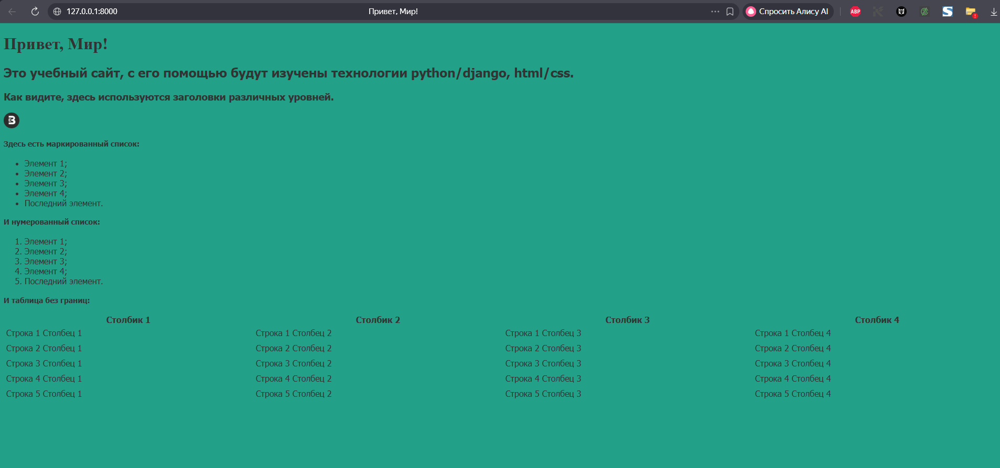 127.0.0.1:8000 Привет, Мир! Спросить Алису AI ABP
Привет, Мир!
Это учебный сайт, с его помощью будут изучены технологии python/django, html/css.
Как видите, здесь используются заголовки различных уровней.
Здесь есть маркированный список:
• Элемент 1;
• Элемент 2;
• Элемент 3;
• Элемент 4;
• Последний элемент.
И нумерованный список:
1. Элемент 1;
2. Элемент 2;
3. Элемент 3;
4. Элемент 4;
5. Последний элемент.
И таблица без границ:
Столбик 1 Столбик 2 Столбик 3 Столбик 4
Строка 1 Столбец 1 Строка 1 Столбец 2 Строка 1 Столбец 3 Строка 1 Столбец 4
Строка 2 Столбец 1 Строка 2 Столбец 2 Строка 2 Столбец 3 Строка 2 Столбец 4
Строка 3 Столбец 1 Строка 3 Столбец 2 Строка 3 Столбец 3 Строка 3 Столбец 4
Строка 4 Столбец 1 Строка 4 Столбец 2 Строка 4 Столбец 3 Строка 4 Столбец 4
Строка 5 Столбец 1 Строка 5 Столбец 2 Строка 5 Столбец 3 Строка 5 Столбец 4